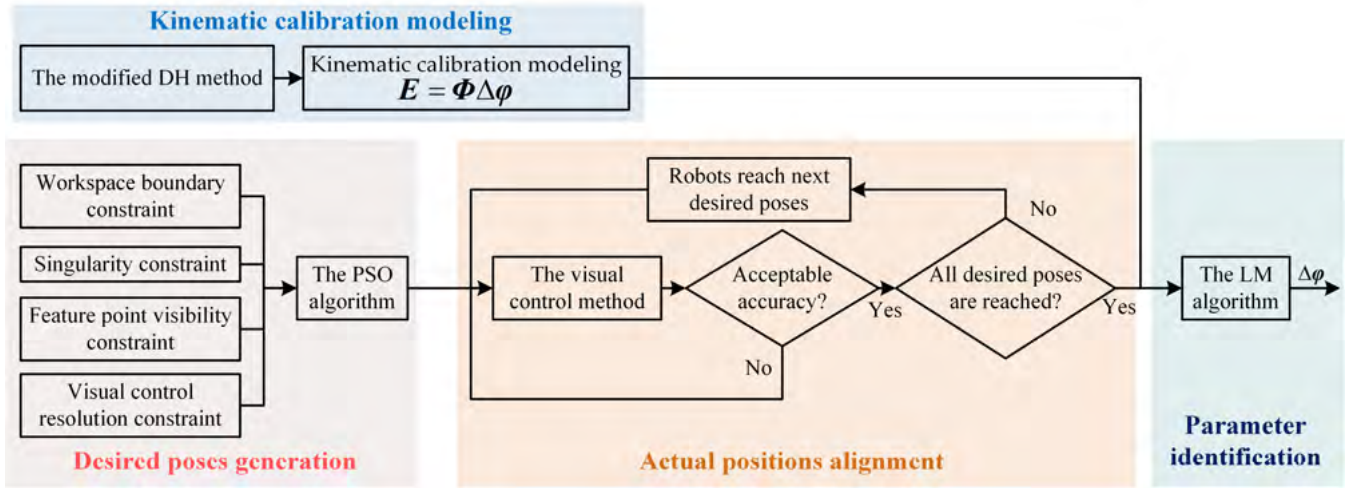 Kinematic calibration modeling
The modified DH method
Kinematic calibration modeling
E = ΦΔφ
Workspace boundary
constraint
Singularity constraint
Feature point visibility
constraint
Visual control
resolution constraint
The PSO
algorithm
Desired poses generation
Robots reach next
desired poses
No
The visual
control method
Acceptable
accuracy?
Yes
No
All desired poses
are reached?
Yes
Actual positions alignment
The LM
algorithm
Δφ
Parameter
identification